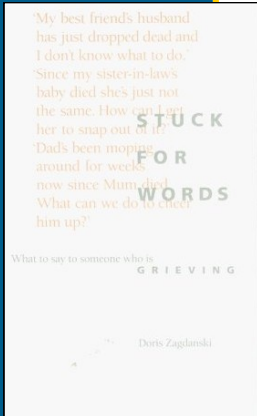 'My best friend's husband
has just dropped dead and
I don't know what to do.'
'Since my sister-in-law's
baby died she's just not
the same. How can I get
her to snap out of it?'
'Dad's been moping
around for weeks
now since Mum died.
What can we do to cheer
him up?'
STUCK
FOR
WORDS
What to say to someone who is
GRIEVING
Doris Zagdanski